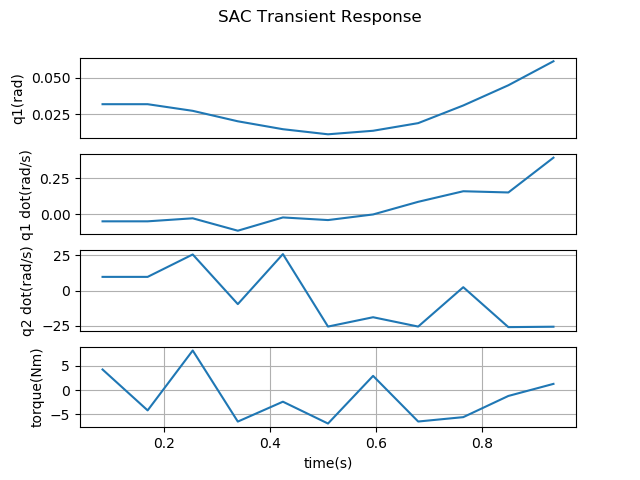 SAC Transient Response
q1(rad)
0.050
0.025
q1 dot(rad/s)
0.25
0.00
q2 dot(rad/s)
25
0
−25
torque(Nm)
5
0
−5
0.2 0.4 0.6 0.8
time(s)